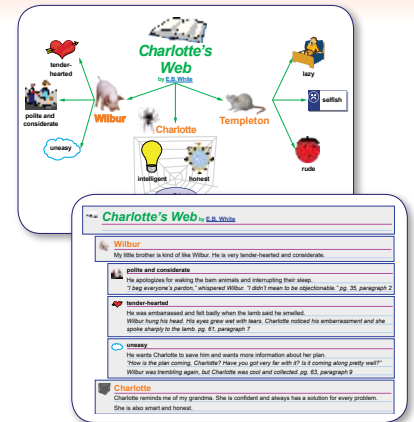 Charlotte's
Web
by E.B. White
tender-
hearted
lazy
polite and
considerate
Wilbur
Charlotte
Templeton
selfish
uneasy
intelligent
honest
rude
Charlotte's Web by E.B. White
Wilbur
My little brother is kind of like Wilbur. He is very tender-hearted and considerate.
polite and considerate
He apologizes for waking the barn animals and interrupting their sleep.
"I beg everyone's pardon," whispered Wilbur. "I didn't mean to be objectionable." pg. 35, paragraph 2
tender-hearted
He was embarrassed and felt badly when the lamb said he smelled.
Wilbur hung his head. His eyes grew wet with tears. Charlotte noticed his embarrassment and she
spoke sharply to the lamb. pg. 61, paragraph 7
uneasy
He wants Charlotte to save him and wants more information about her plan.
"How is the plan coming, Charlotte? Have you got very far with it? Is it coming along pretty well?"
Wilbur was trembling again, but Charlotte was cool and collected. pg. 63, paragraph 9
Charlotte
Charlotte reminds me of my grandma. She is confident and always has a solution for every problem.
She is also smart and honest.